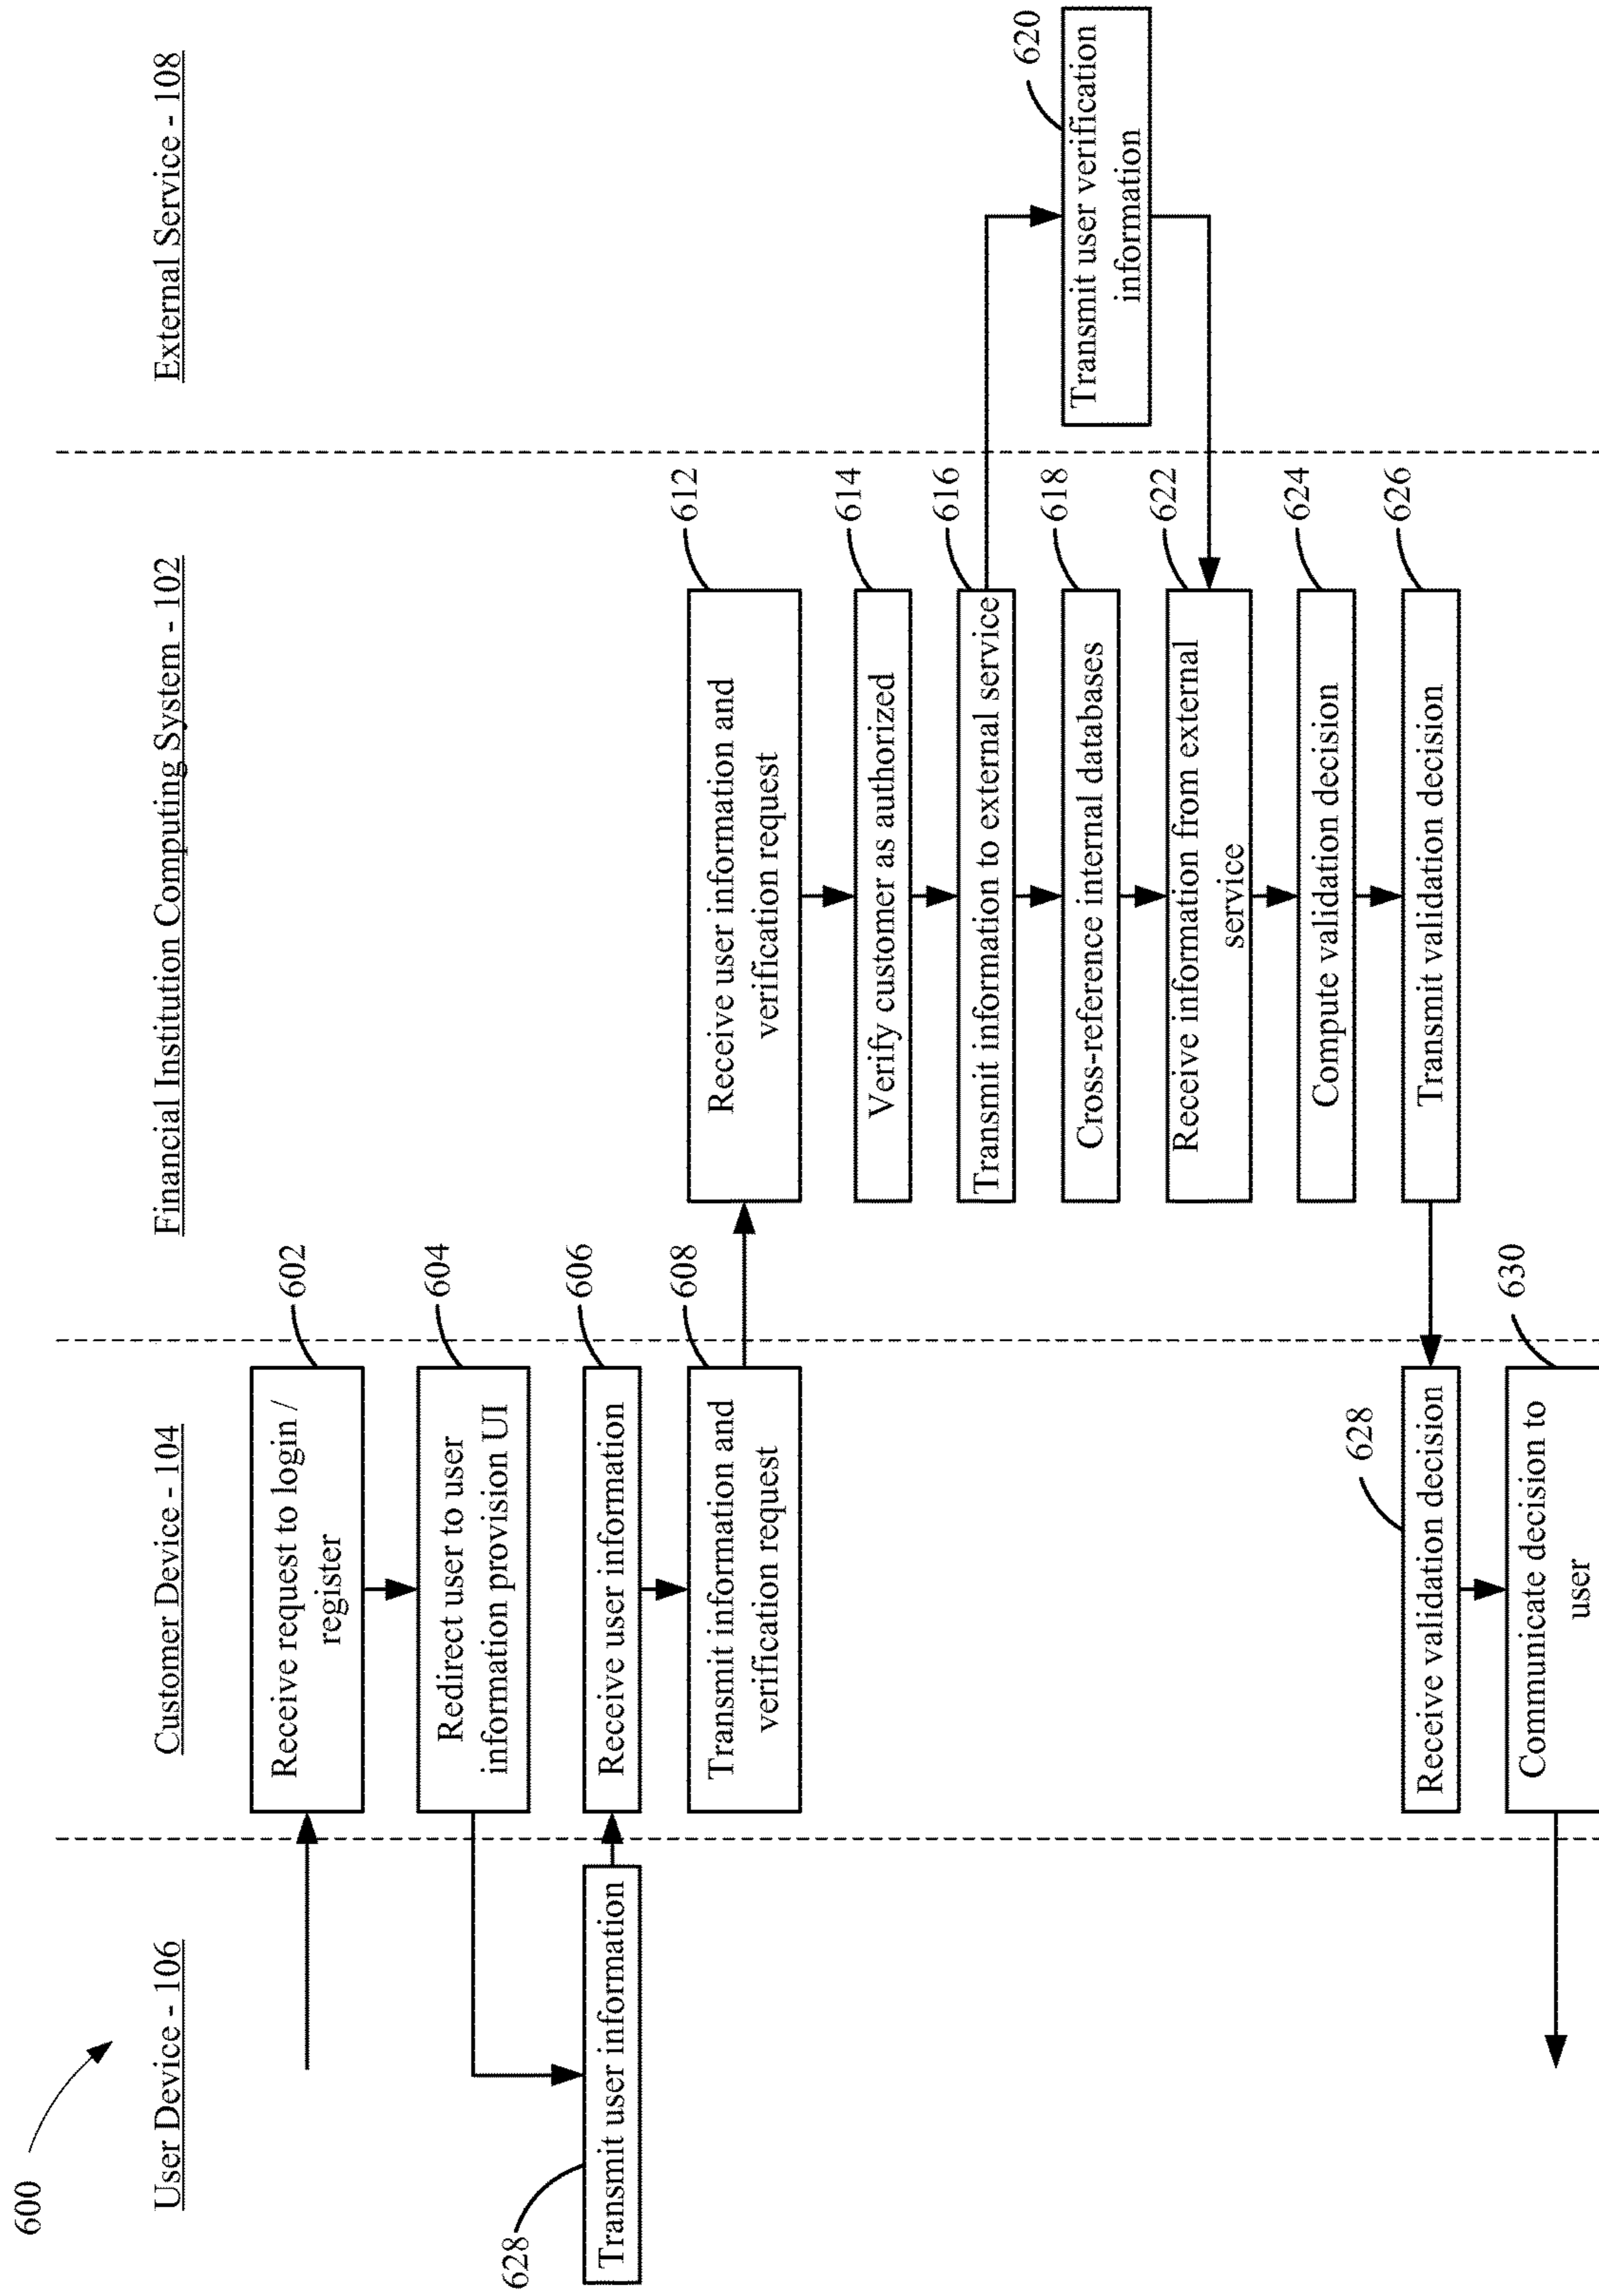 600
User Device - 106
Customer Device - 104
Financial Institution Computing System - 102
External Service - 108
602
Receive request to login /
register
604
Redirect user to user
information provision UI
628
Transmit user information
606
Receive user information
608
Transmit information and
verification request
612
Receive user information and
verification request
614
Verify customer as authorized
616
Transmit information to external service
618
Cross-reference internal databases
620
Transmit user verification
information
622
Receive information from external
service
624
Compute validation decision
626
Transmit validation decision
628
Receive validation decision
630
Communicate decision to
user